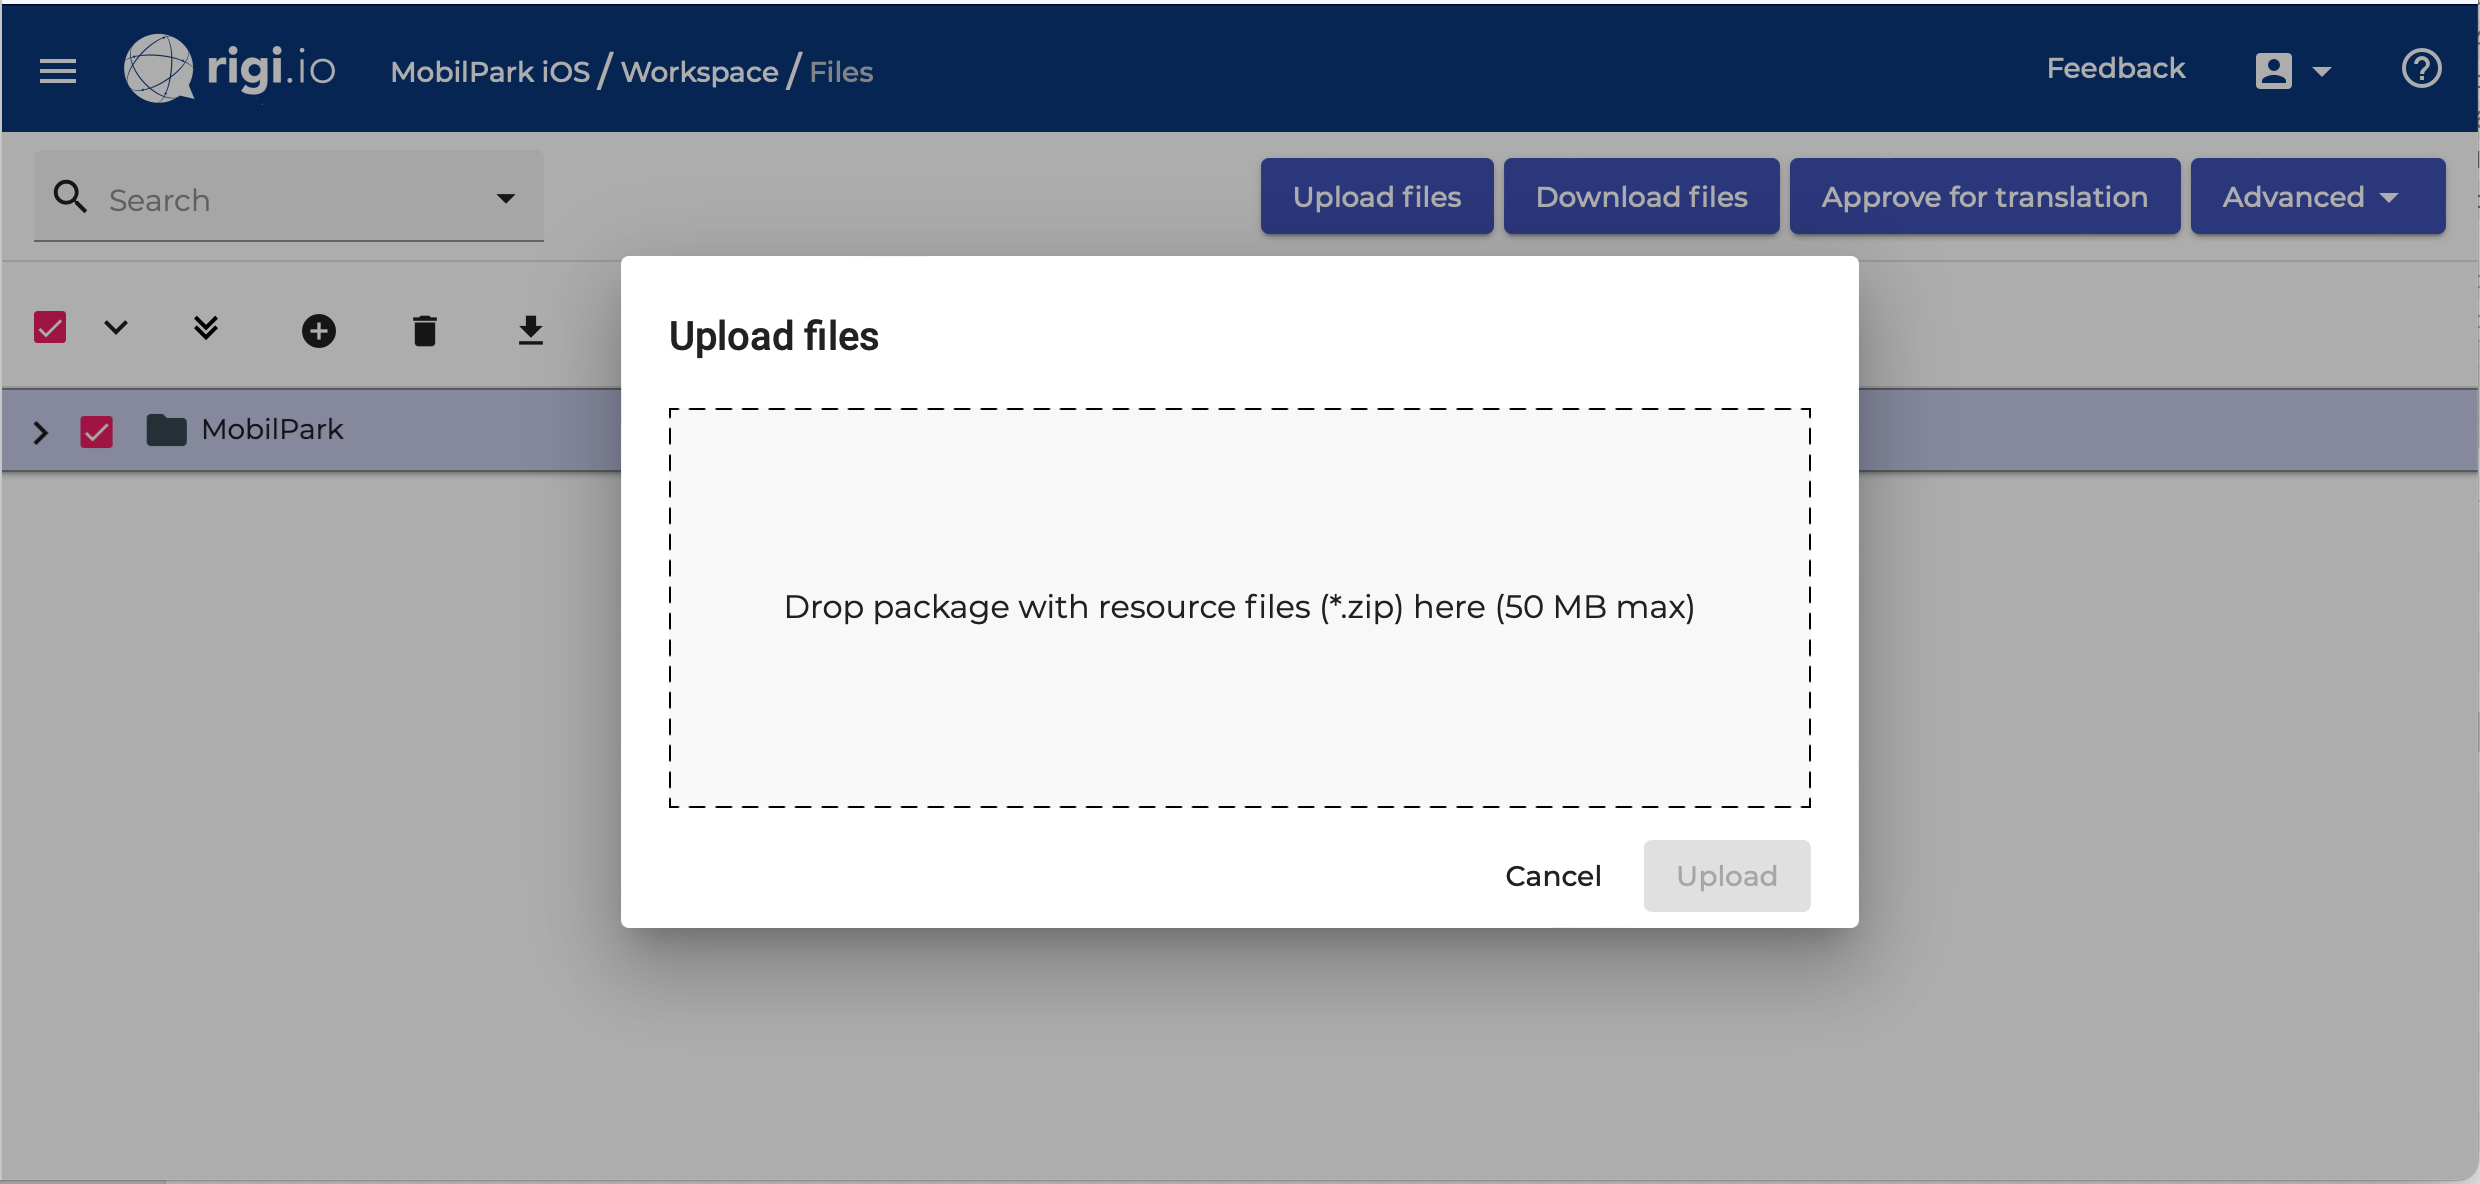 rigi.io MobilPark iOS / Workspace / Files Feedback
Search Upload files Download files Approve for translation Advanced
MobilPark
Upload files
Drop package with resource files (*.zip) here (50 MB max)
Cancel Upload